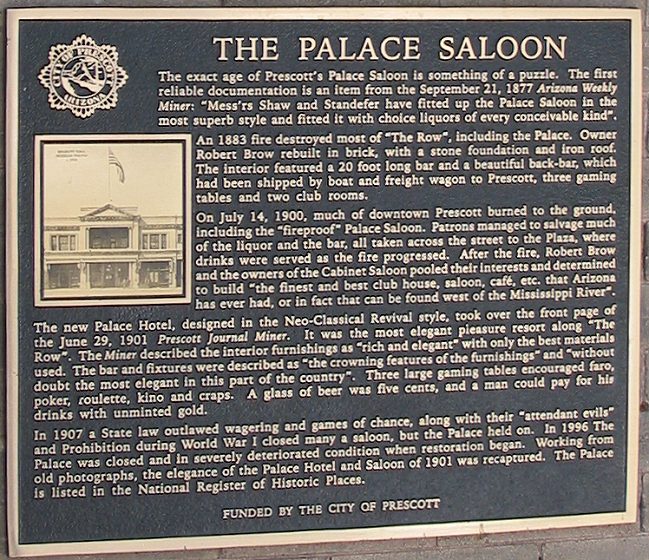 THE PALACE SALOON
CITY OF PRESCOTT
ARIZONA
The exact age of Prescott's Palace Saloon is something of a puzzle. The first
reliable documentation is an item from the September 21, 1877 Arizona Weekly
Miner: "Mess'rs Shaw and Standefer have fitted up the Palace Saloon in the
most superb style and fitted it with choice liquors of every conceivable kind".
An 1883 fire destroyed most of "The Row", including the Palace. Owner
Robert Brow rebuilt in brick, with a stone foundation and iron roof.
The interior featured a 20 foot long bar and a beautiful back-bar, which
had been shipped by boat and freight wagon to Prescott, three gaming
tables and two club rooms.
On July 14, 1900, much of downtown Prescott burned to the ground,
including the "fireproof" Palace Saloon. Patrons managed to salvage much
of the liquor and the bar, all taken across the street to the Plaza, where
drinks were served as the fire progressed. After the fire, Robert Brow
and the owners of the Cabinet Saloon pooled their interests and determined
to build "the finest and best club house, saloon, café, etc. that Arizona
has ever had, or in fact that can be found west of the Mississippi River".
The new Palace Hotel, designed in the Neo-Classical Revival style, took over the front page of
the June 29, 1901 Prescott Journal Miner. It was the most elegant pleasure resort along "The
Row". The Miner described the interior furnishings as "rich and elegant" with only the best materials
used. The bar and fixtures were described as "the crowning features of the furnishings" and "without
doubt the most elegant in this part of the country". Three large gaming tables encouraged faro,
poker, roulette, kino and craps. A glass of beer was five cents, and a man could pay for his
drinks with unminted gold.
In 1907 a State law outlawed wagering and games of chance, along with their "attendant evils"
and Prohibition during World War I closed many a saloon, but the Palace held on. In 1996 The
Palace was closed and in severely deteriorated condition when restoration began. Working from
old photographs, the elegance of the Palace Hotel and Saloon of 1901 was recaptured. The Palace
is listed in the National Register of Historic Places.
FUNDED BY THE CITY OF PRESCOTT